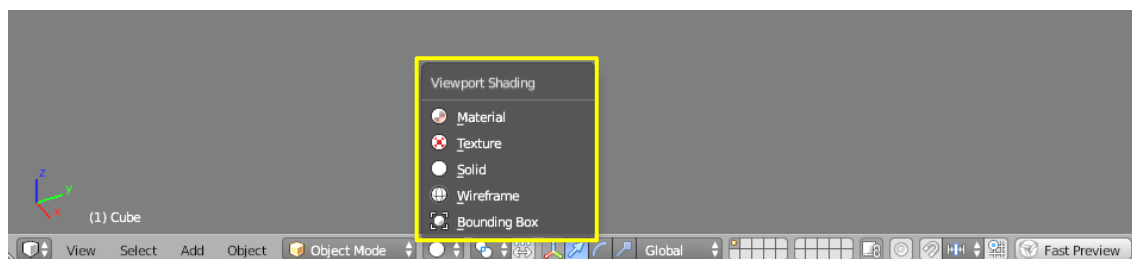 Viewport Shading
Material
Texture
Solid
Wireframe
Bounding Box
z
y
x
(1) Cube
View Select Add Object Object Mode Global Fast Preview